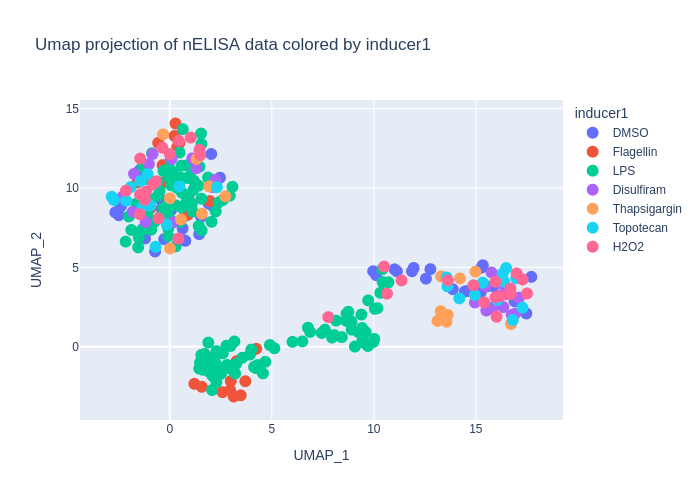 Umap projection of nELISA data colored by inducer1
inducer1
DMSO
Flagellin
LPS
Disulfiram
Thapsigargin
Topotecan
H2O2
15
10
5
0
UMAP_2
0
5
10
15
UMAP_1